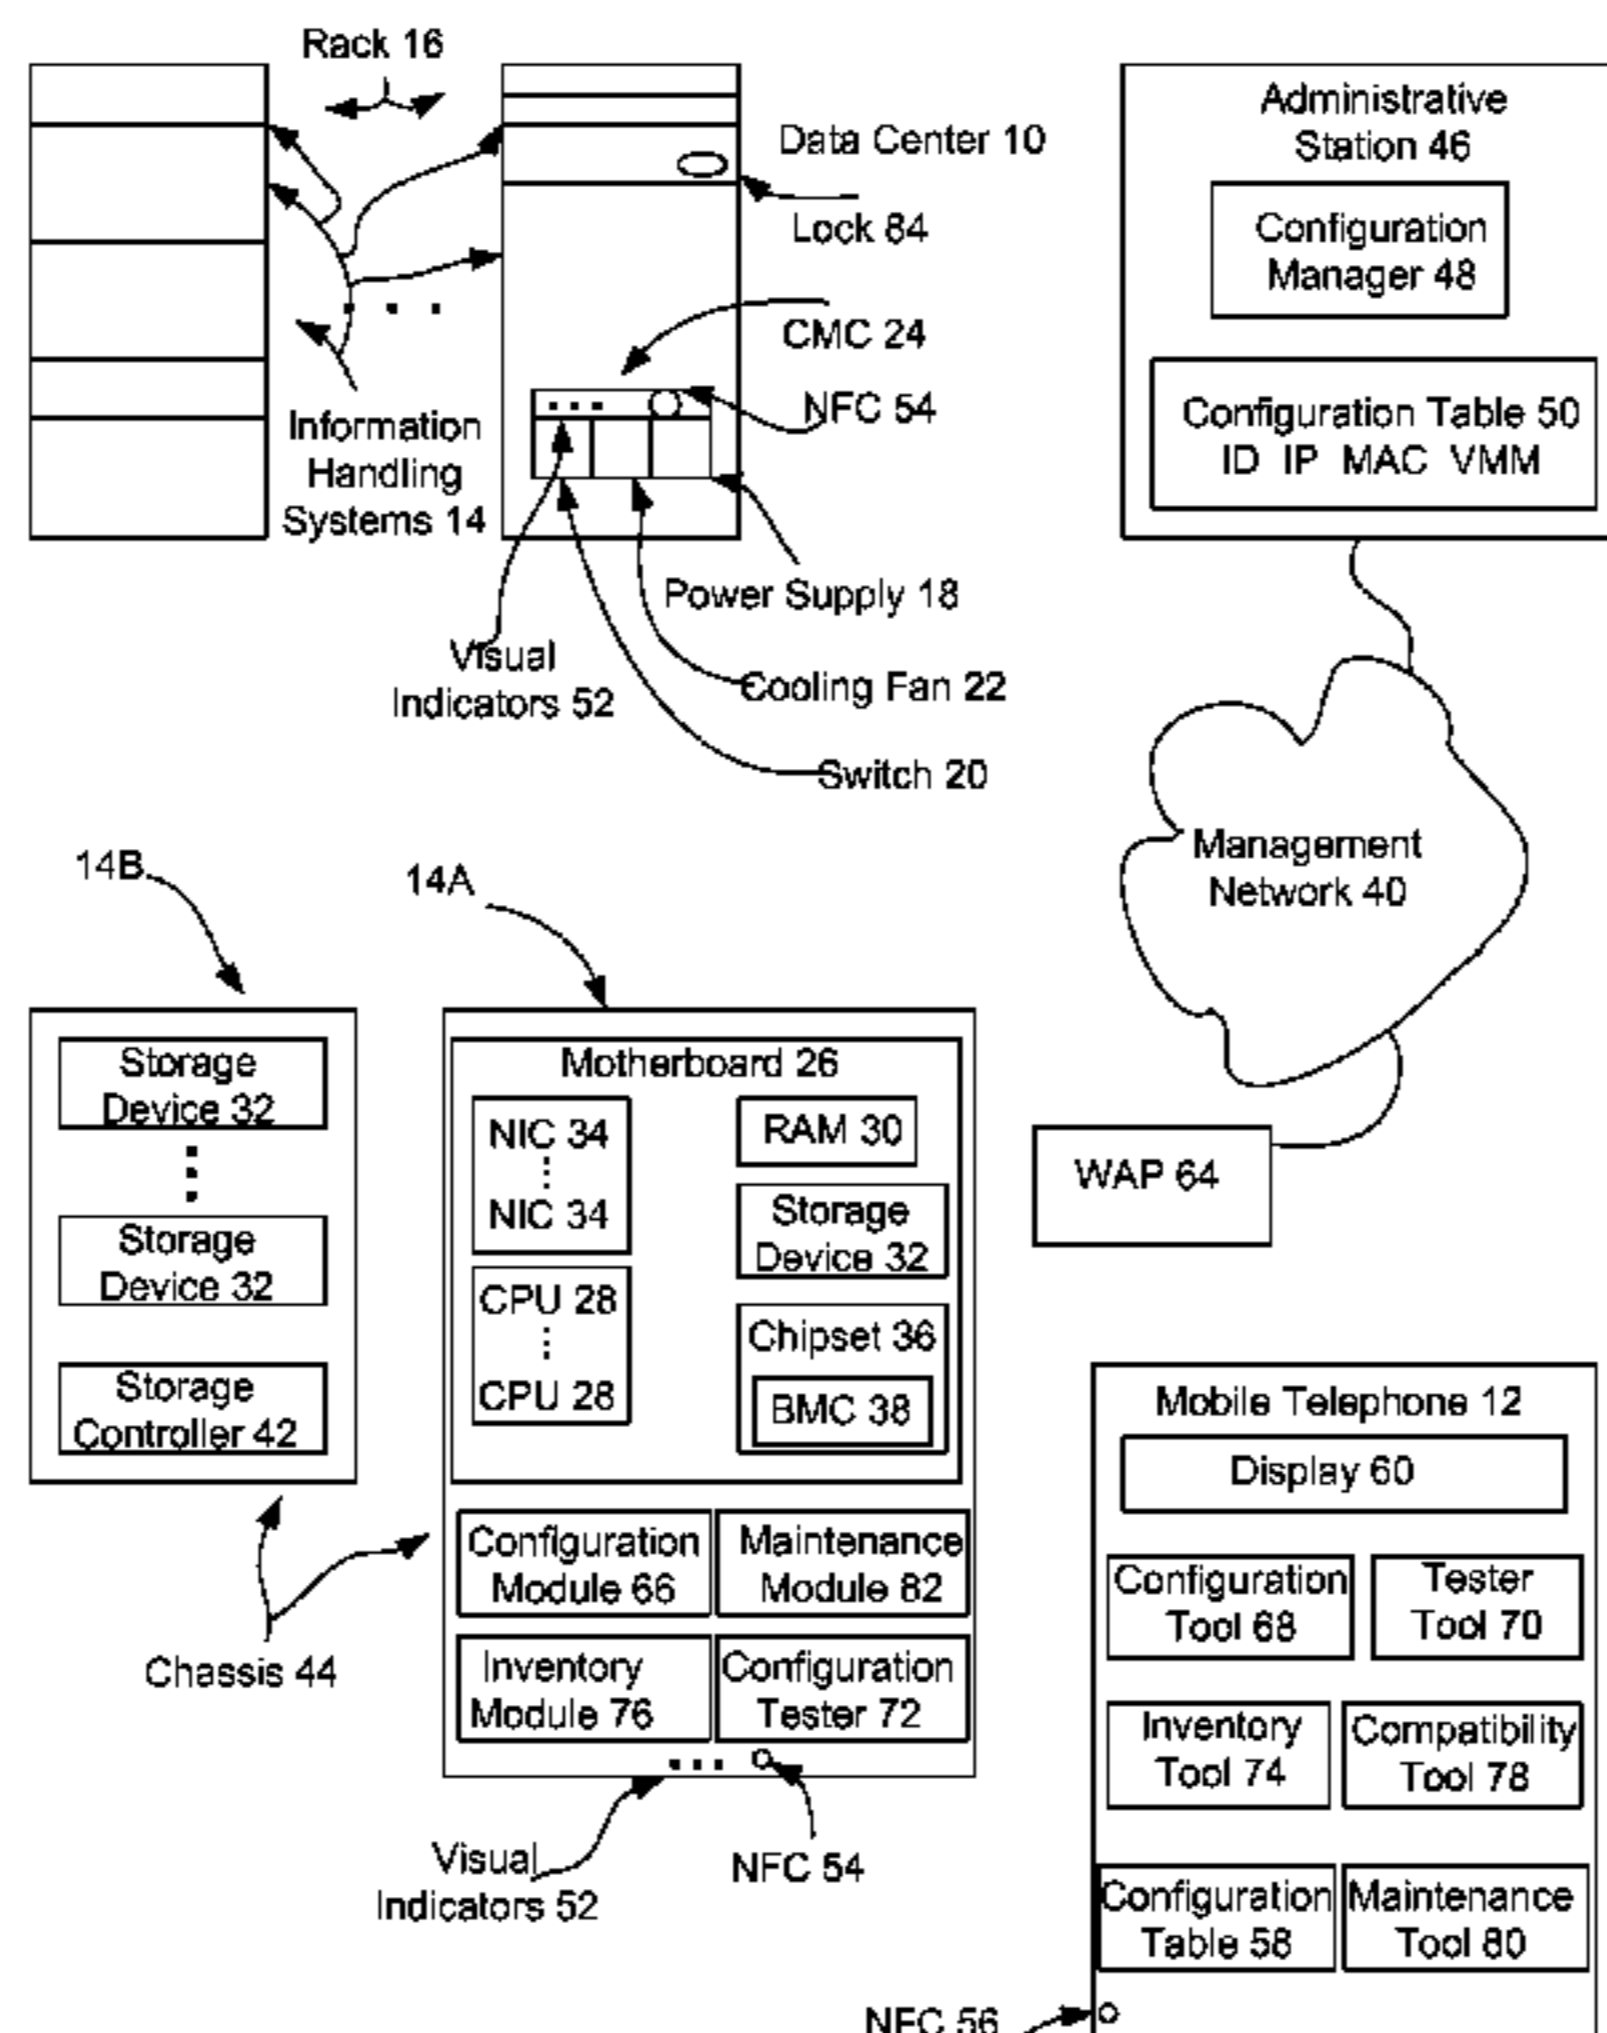 Rack 16
Data Center 10
Lock 84
CMC 24
NFC 54
Information
Handling
Systems 14
Power Supply 18
Visual
Indicators 52
Cooling Fan 22
Switch 20
Administrative
Station 46
Configuration
Manager 48
Configuration Table 50
ID IP MAC VMM
Management
Network 40
WAP 64
14B
14A
Storage
Device 32
Storage
Device 32
Storage
Controller 42
Chassis 44
Motherboard 26
NIC 34
NIC 34
CPU 28
CPU 28
RAM 30
Storage
Device 32
Chipset 36
BMC 38
Configuration
Module 66
Maintenance
Module 82
Inventory
Module 76
Configuration
Tester 72
Visual
Indicators 52
NFC 54
Mobile Telephone 12
Display 60
Configuration
Tool 68
Tester
Tool 70
Inventory
Tool 74
Compatibility
Tool 78
Configuration
Table 58
Maintenance
Tool 80
NFC 56